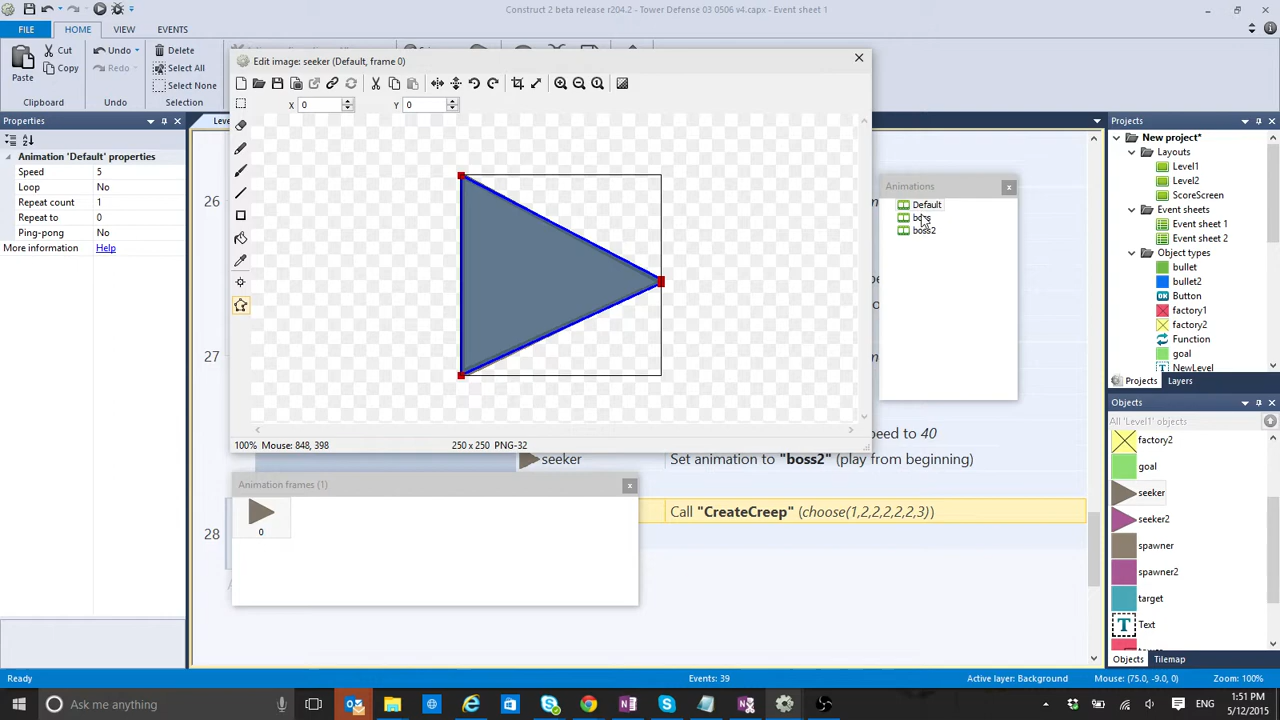 Construct 2 beta release r204.2 - Tower Defense 03 0506 v4.capx - Event sheet 1
FILE
HOME
VIEW
EVENTS
Paste
Cut
Copy
Clipboard
Undo
Redo
Undo
Delete
Select All
Select None
Selection
Properties
Animation 'Default' properties
Speed 5
Loop No
Repeat count 1
Repeat to 0
Ping-pong No
More information Help
Edit image: seeker (Default, frame 0)
X 0
Y 0
100% Mouse: 848, 398
250 x 250 PNG-32
Animation frames (1)
0
Animations
Default
boss2
26
27
28
peed to 40
seeker
Set animation to "boss2" (play from beginning)
Call "CreateCreep" (choose(1,2,2,2,2,2,3))
Projects
New project*
Layouts
Level1
Level2
ScoreScreen
Event sheets
Event sheet 1
Event sheet 2
Object types
bullet
bullet2
Button
factory1
factory2
Function
goal
NewLevel
Projects
Layers
Objects
All 'Level1' objects
factory2
goal
seeker
seeker2
spawner
spawner2
target
Text
Objects
Tilemap
Ready
Events: 39
Active layer: Background
Mouse: (75.0, -9.0, 0)
Zoom: 100%
Ask me anything
1:51 PM
5/12/2015